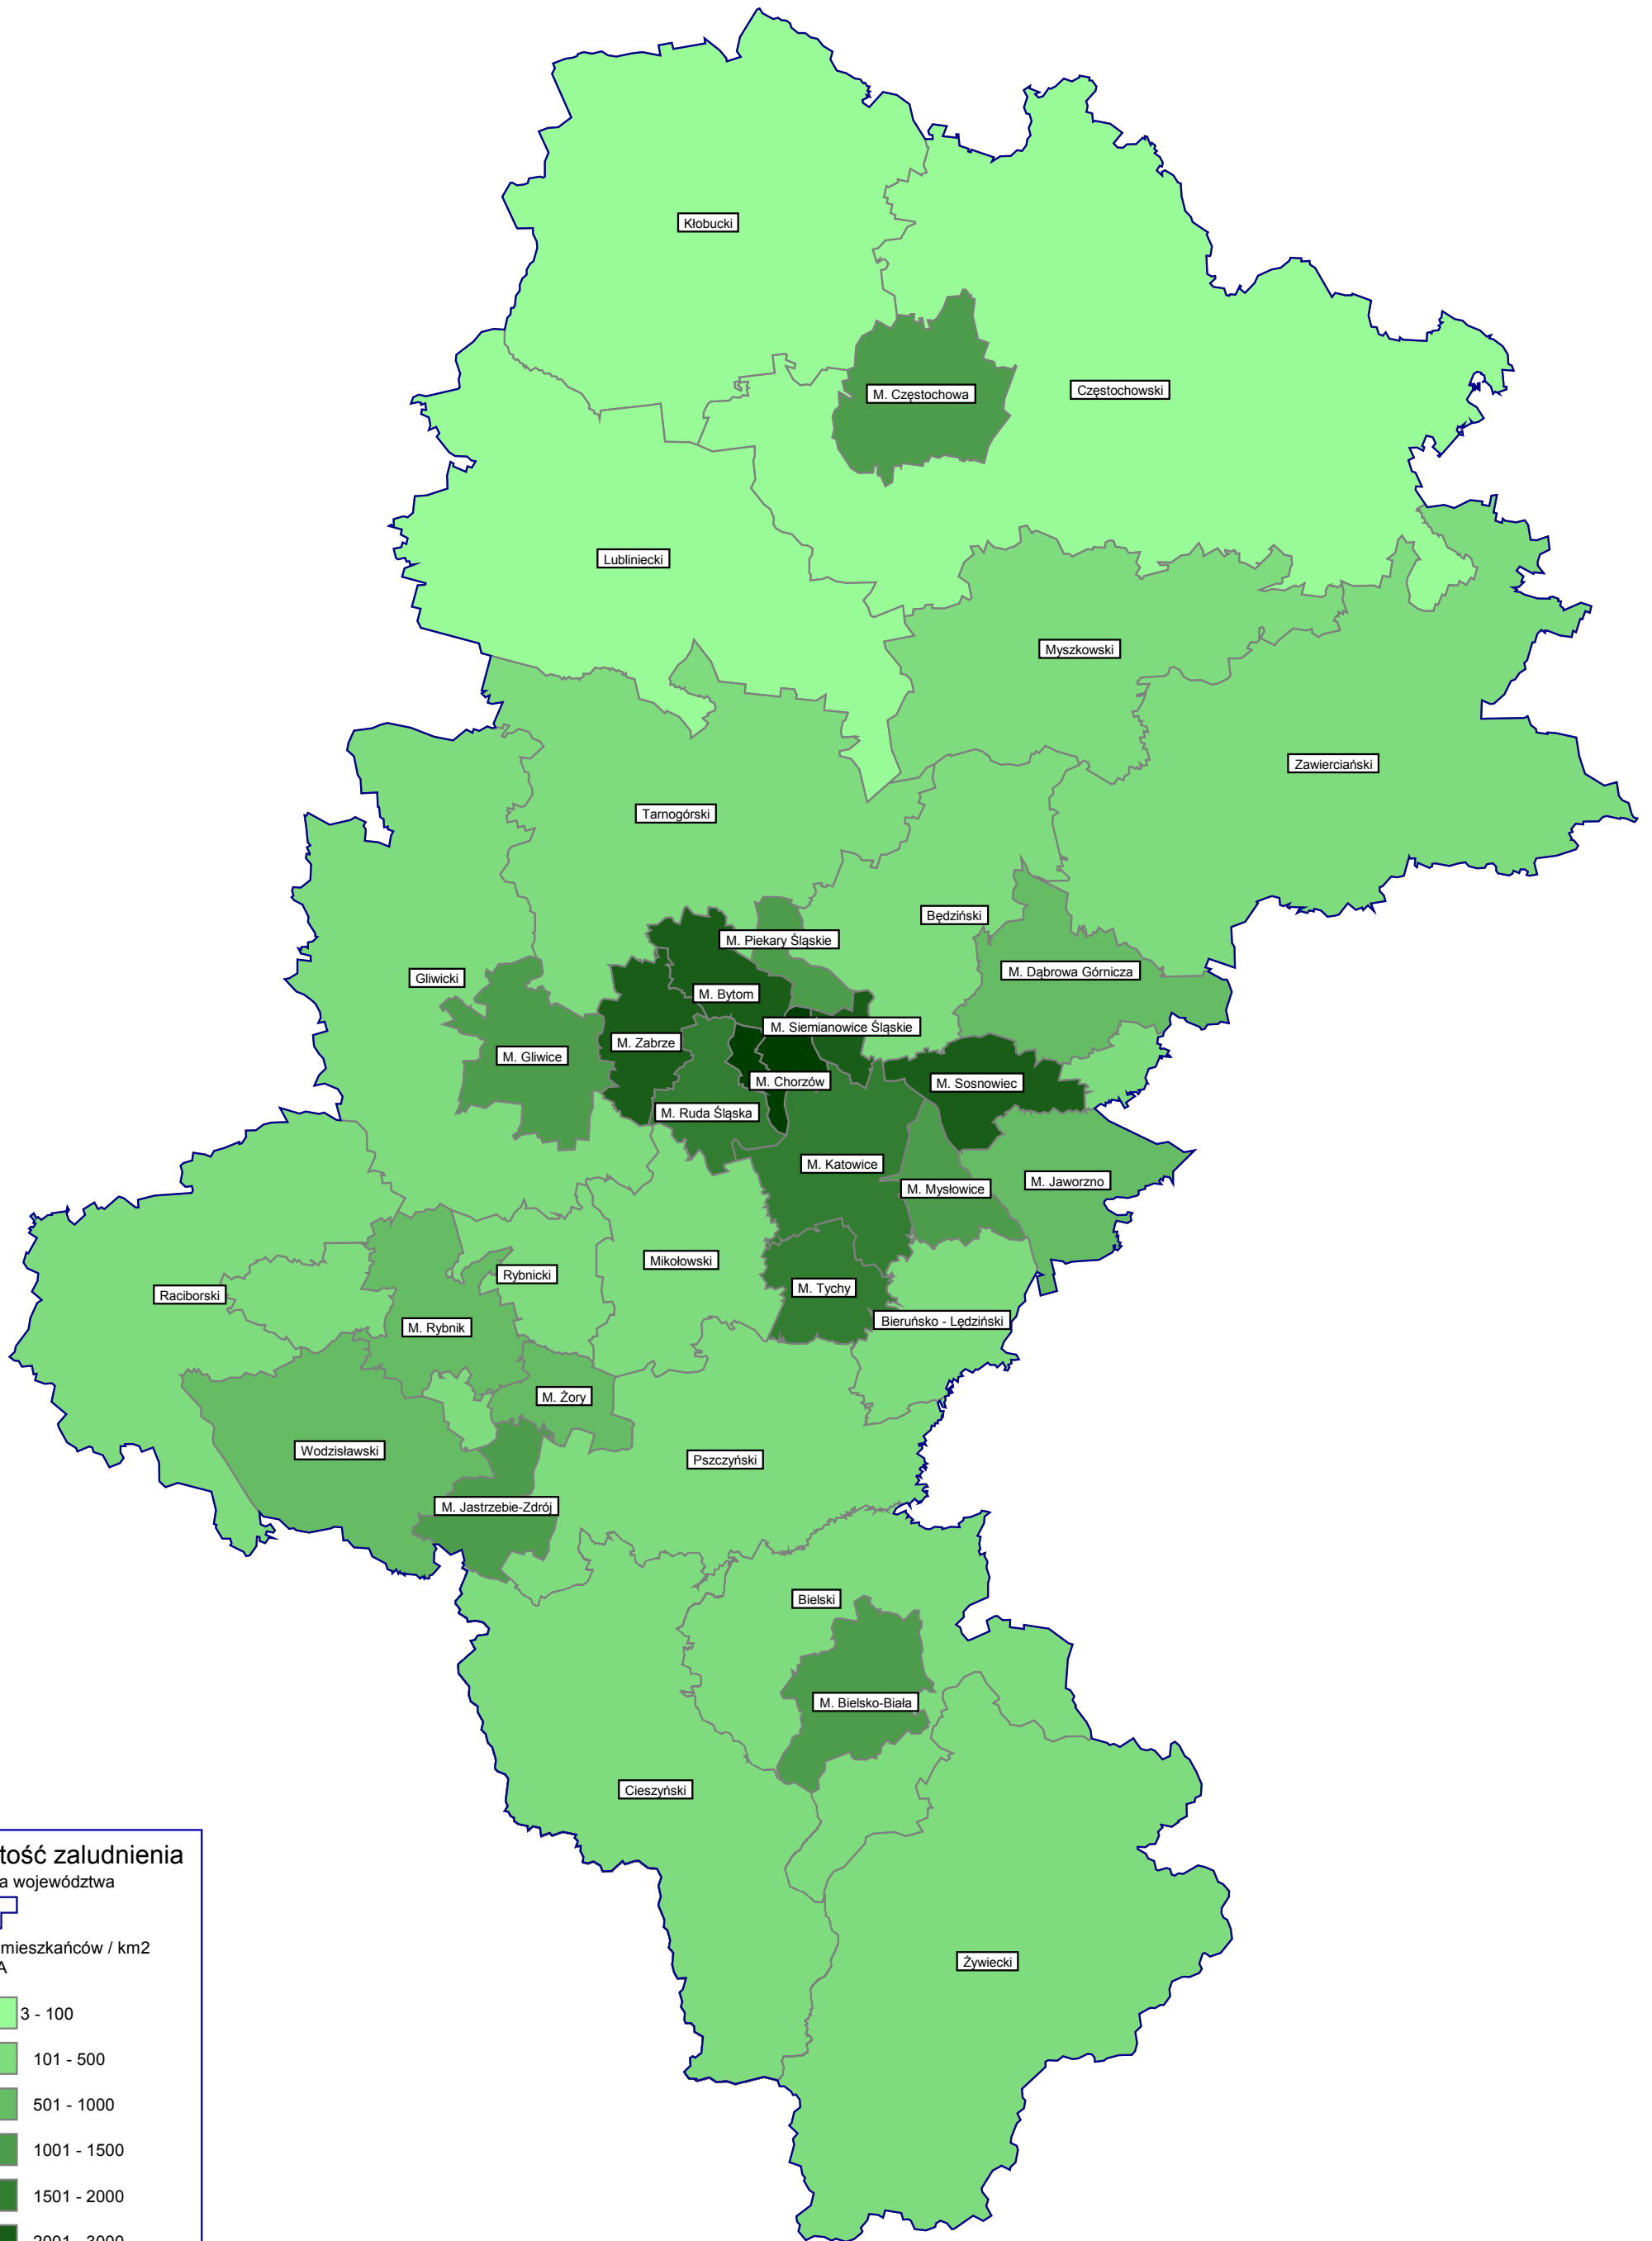 Kłobucki
M. Częstochowa
Częstochowski
Lubliniecki
Myszkowski
Zawierciański
Tarnogórski
Będziński
M. Piekary Śląskie
M. Dąbrowa Górnicza
Gliwicki
M. Bytom
M. Siemianowice Śląskie
M. Zabrze
M. Gliwice
M. Chorzów
M. Sosnowiec
M. Ruda Śląska
M. Katowice
M. Jaworzno
M. Mysłowice
Mikołowski
Rybnicki
M. Tychy
Raciborski
Bieruńsko - Lędziński
M. Rybnik
M. Żory
Wodzisławski
Pszczyński
M. Jastrzebie-Zdrój
Bielski
M. Bielsko-Biała
Cieszyński
Żywiecki
tość zaludnienia
a województwa
mieszkańców / km2
A
3 - 100
101 - 500
501 - 1000
1001 - 1500
1501 - 2000
2001 - 3000